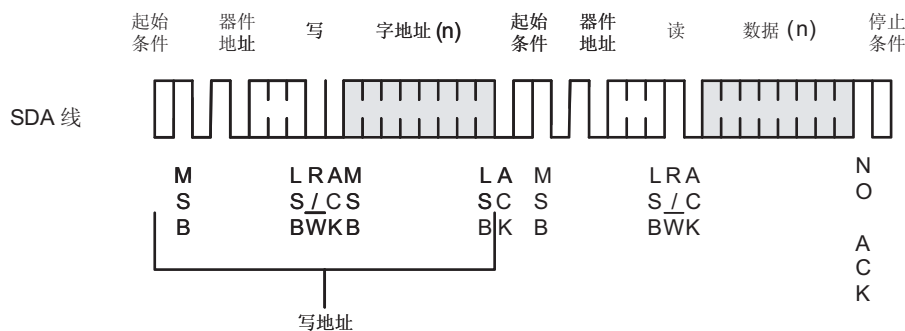 起始 器件 写 字地址 (n) 起始 器件 读 数据 (n) 停止
条件 地址 条件 地址 条件
SDA 线
M L R A M L A M L R A N
S S / C S S C S S / C O
B B W K B B K B B W K
A
C
K
写地址